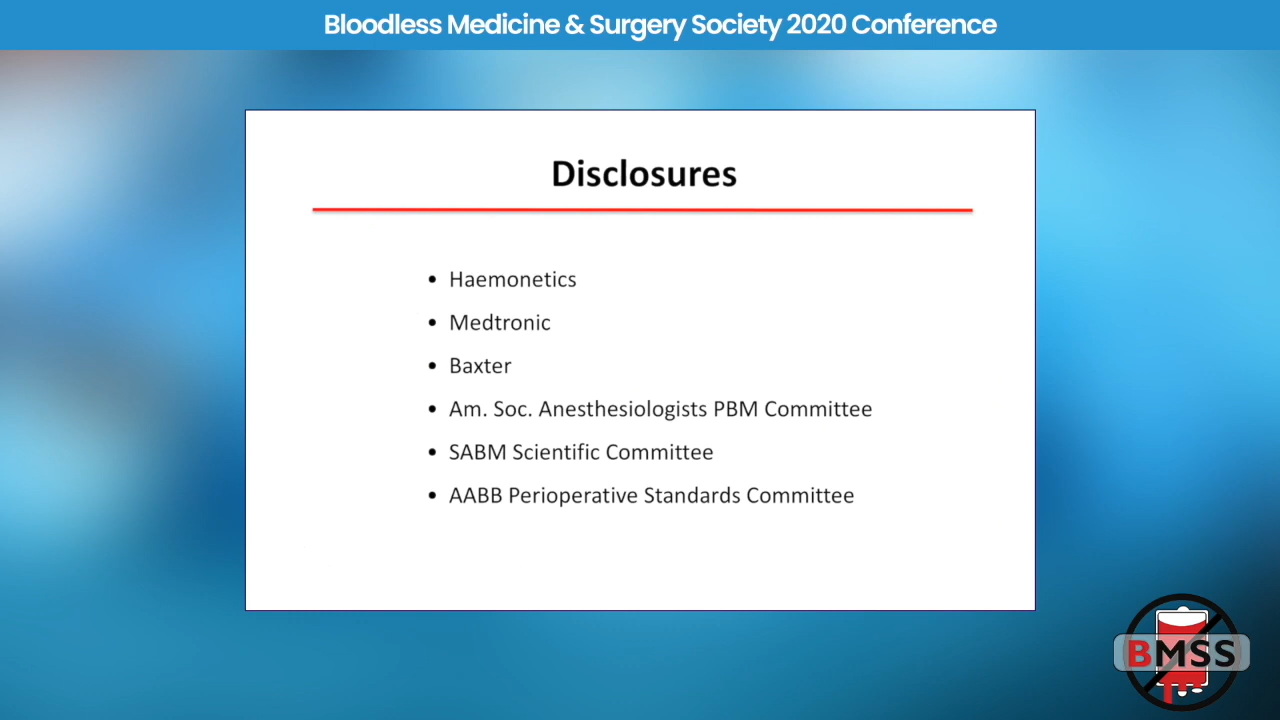 Bloodless Medicine & Surgery Society 2020 Conference
Disclosures
• Haemonetics
• Medtronic
• Baxter
• Am. Soc. Anesthesiologists PBM Committee
• SABM Scientific Committee
• AABB Perioperative Standards Committee
BMSS